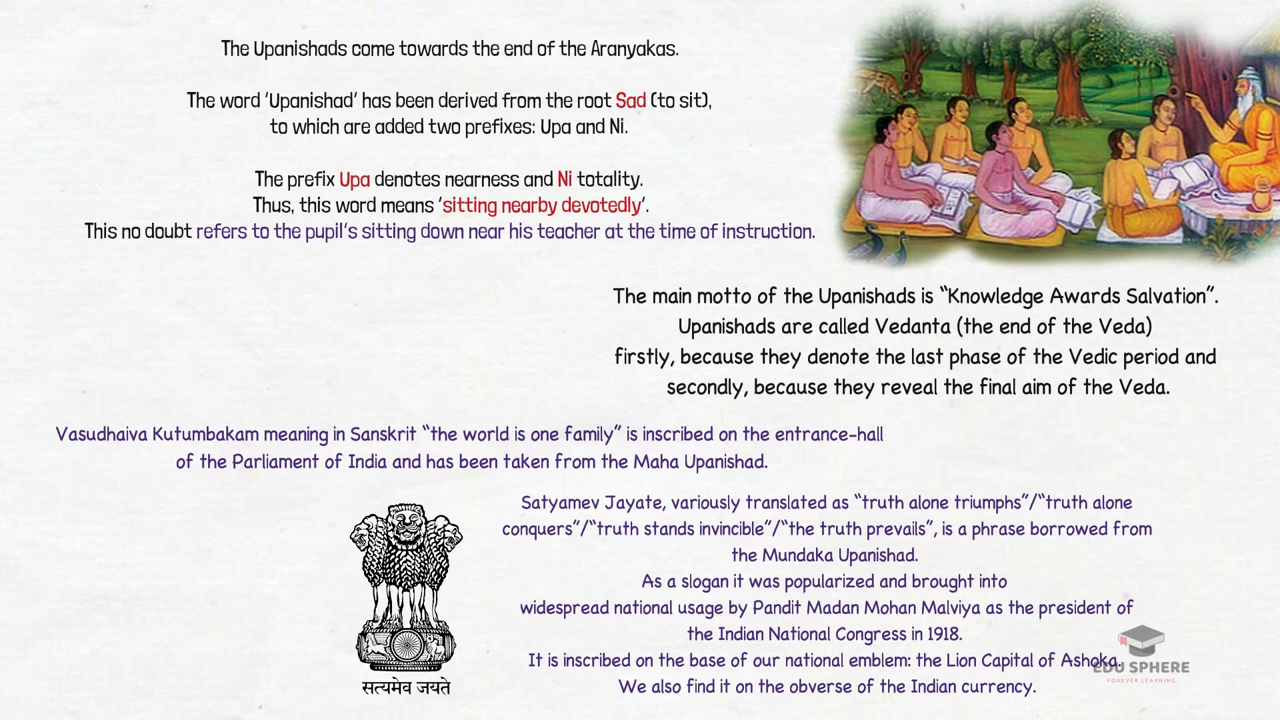 The Upanishads come towards the end of the Aranyakas.
The word 'Upanishad' has been derived from the root Sad (to sit),
to which are added two prefixes: Upa and Ni.
The prefix Upa denotes nearness and Ni totality.
Thus, this word means 'sitting nearby devotedly'.
This no doubt refers to the pupil's sitting down near his teacher at the time of instruction.
The main motto of the Upanishads is “Knowledge Awards Salvation”.
Upanishads are called Vedanta (the end of the Veda)
firstly, because they denote the last phase of the Vedic period and
secondly, because they reveal the final aim of the Veda.
Vasudhaiva Kutumbakam meaning in Sanskrit “the world is one family” is inscribed on the entrance-hall
of the Parliament of India and has been taken from the Maha Upanishad.
Satyamev Jayate, variously translated as “truth alone triumphs”/“truth alone
conquers”/“truth stands invincible”/“the truth prevails”, is a phrase borrowed from
the Mundaka Upanishad.
As a slogan it was popularized and brought into
widespread national usage by Pandit Madan Mohan Malviya as the president of
the Indian National Congress in 1918.
It is inscribed on the base of our national emblem: the Lion Capital of Ashoka.
We also find it on the obverse of the Indian currency.
सत्यमेव जयते
EDU SPHERE
FOREVER LEARNING